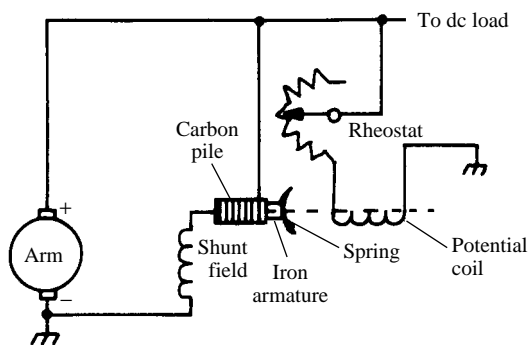 To dc load
Carbon
pile
Rheostat
+
Arm
−
Shunt
field
Iron
armature
Spring
Potential
coil